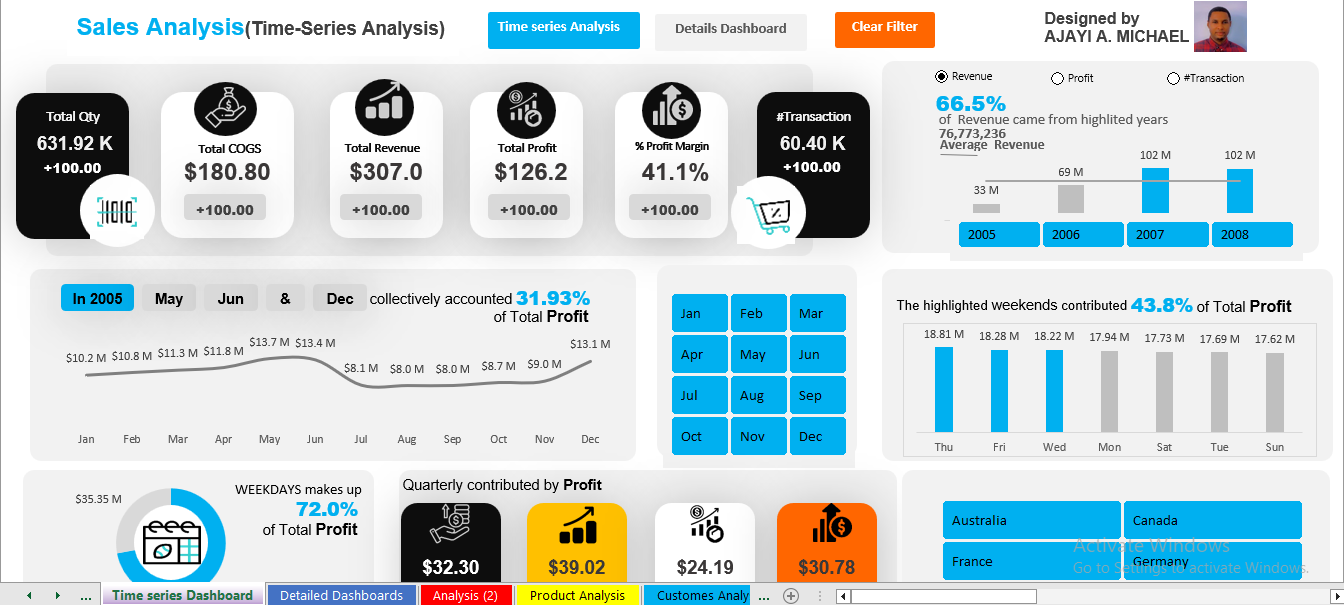 Sales Analysis(Time-Series Analysis)
Time series Analysis
Details Dashboard
Clear Filter
Designed by
AJAYI A. MICHAEL
Total Qty
631.92 K
+100.00
Total COGS
$180.80
+100.00
Total Revenue
$307.0
+100.00
Total Profit
$126.2
+100.00
% Profit Margin
41.1%
+100.00
#Transaction
60.40 K
+100.00
Revenue
Profit
#Transaction
66.5%
of Revenue came from highlited years
76,773,236
Average Revenue
33 M
69 M
102 M
102 M
2005
2006
2007
2008
In 2005
May
Jun
&
Dec
collectively accounted 31.93%
of Total Profit
$10.2 M
$10.8 M
$11.3 M
$11.8 M
$13.7 M
$13.4 M
$8.1 M
$8.0 M
$8.0 M
$8.7 M
$9.0 M
$13.1 M
Jan
Feb
Mar
Apr
May
Jun
Jul
Aug
Sep
Oct
Nov
Dec
Jan
Feb
Mar
Apr
May
Jun
Jul
Aug
Sep
Oct
Nov
Dec
The highlighted weekends contributed 43.8% of Total Profit
18.81 M
18.28 M
18.22 M
17.94 M
17.73 M
17.69 M
17.62 M
Thu
Fri
Wed
Mon
Sat
Tue
Sun
$35.35 M
WEEKDAYS makes up
72.0%
of Total Profit
Quarterly contributed by Profit
$32.30
$39.02
$24.19
$30.78
Australia
Canada
France
Germany
Activate Windows
Go to Settings to activate Windows.
...
Time series Dashboard
Detailed Dashboards
Analysis (2)
Product Analysis
Customes Analy
...